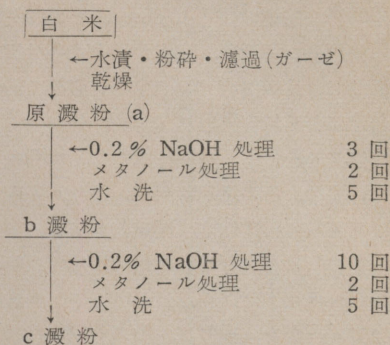 白米
←水漬・粉砕・濾過(ガーゼ)
乾燥
原澱粉 (a)
←0.2% NaOH 処理 3 回
メタノール処理 2 回
水洗 5 回
b 澱粉
←0.2% NaOH 処理 10 回
メタノール処理 2 回
水洗 5 回
c 澱粉